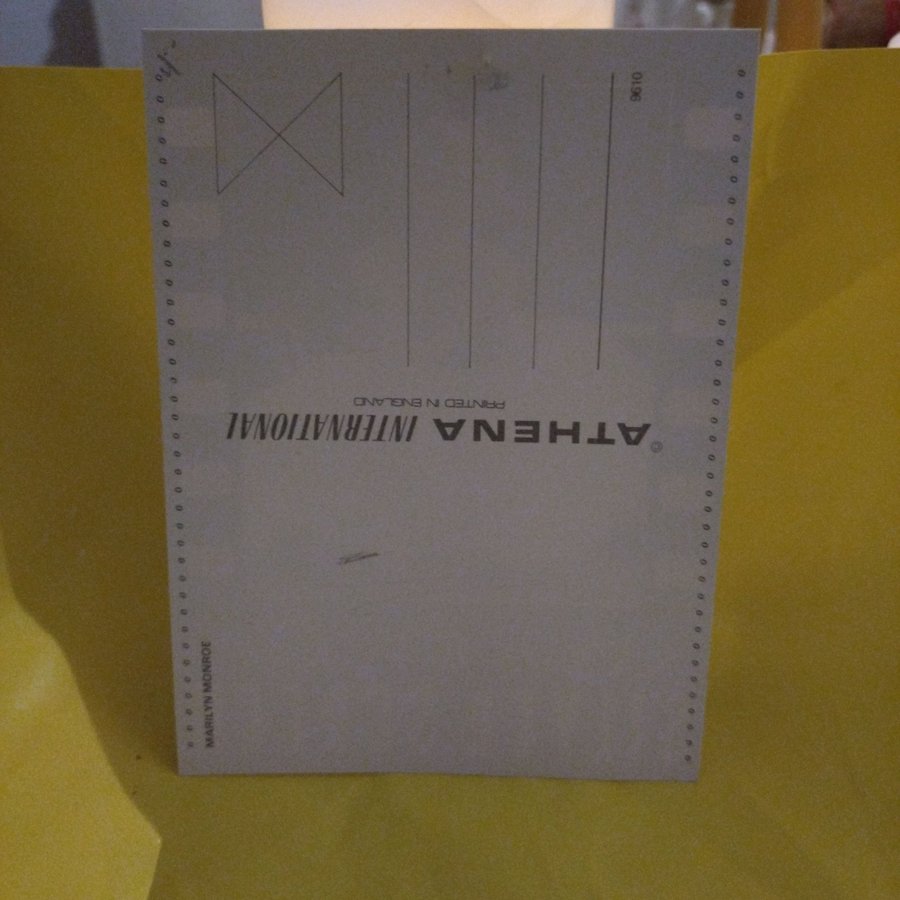 MARILYN MONROE
© ATHENA INTERNATIONAL
PRINTED IN ENGLAND
9610